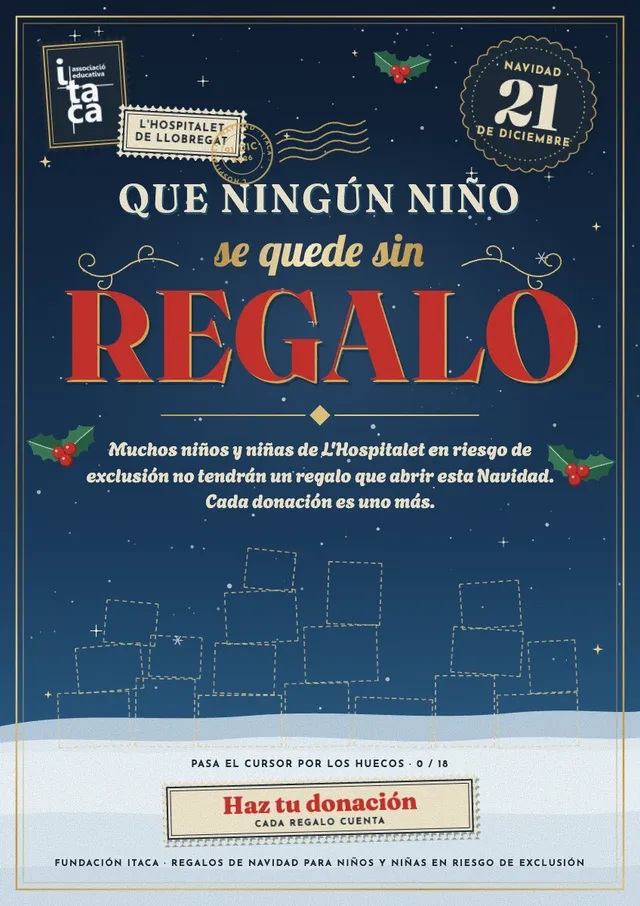 associació
educativa
itaca
L'HOSPITALET
DE LLOBREGAT
NAVIDAD
21
DE DICIEMBRE
QUE NINGÚN NIÑO
se quede sin
REGALO
Muchos niños y niñas de L'Hospitalet en riesgo de
exclusión no tendrán un regalo que abrir esta Navidad.
Cada donación es uno más.
PASA EL CURSOR POR LOS HUECOS · 0 / 18
Haz tu donación
CADA REGALO CUENTA
FUNDACIÓN ITACA · REGALOS DE NAVIDAD PARA NIÑOS Y NIÑAS EN RIESGO DE EXCLUSIÓN